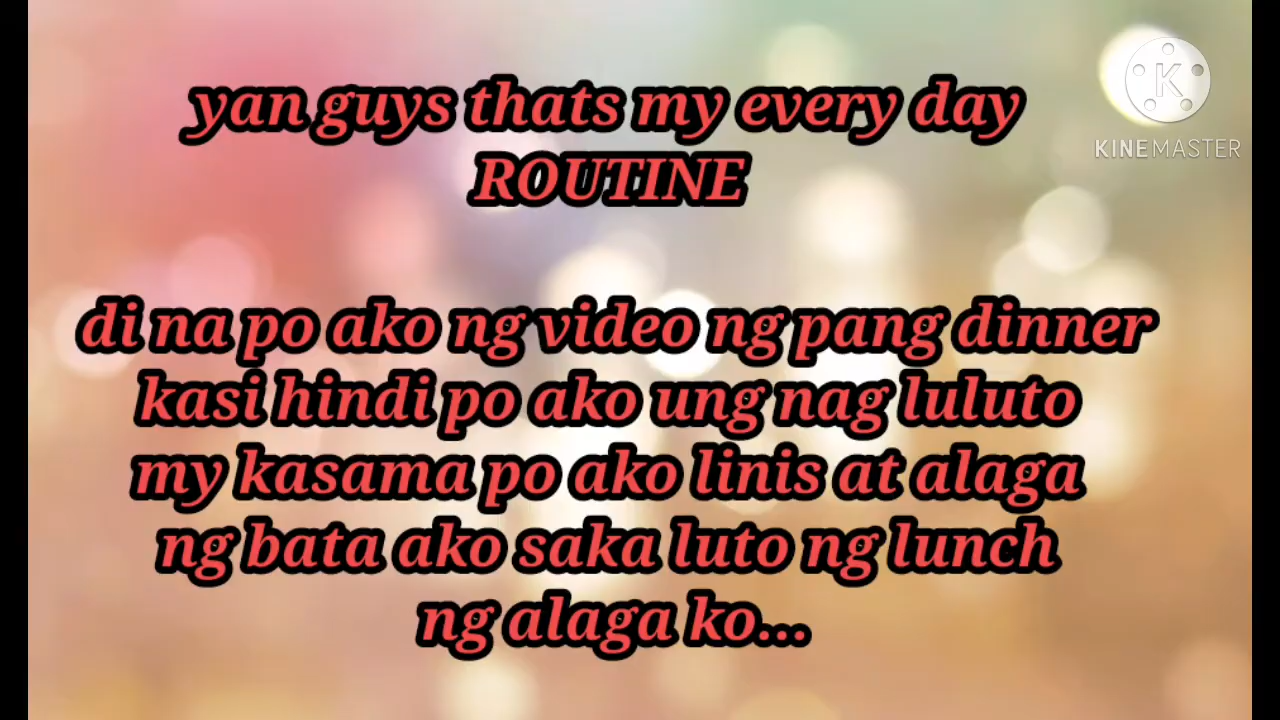 yan guys thats my every day
ROUTINE
di na po ako ng video ng pang dinner
kasi hindi po ako ung nag luluto
my kasama po ako linis at alaga
ng bata ako saka luto ng lunch
ng alaga ko...
K
KINEMASTER